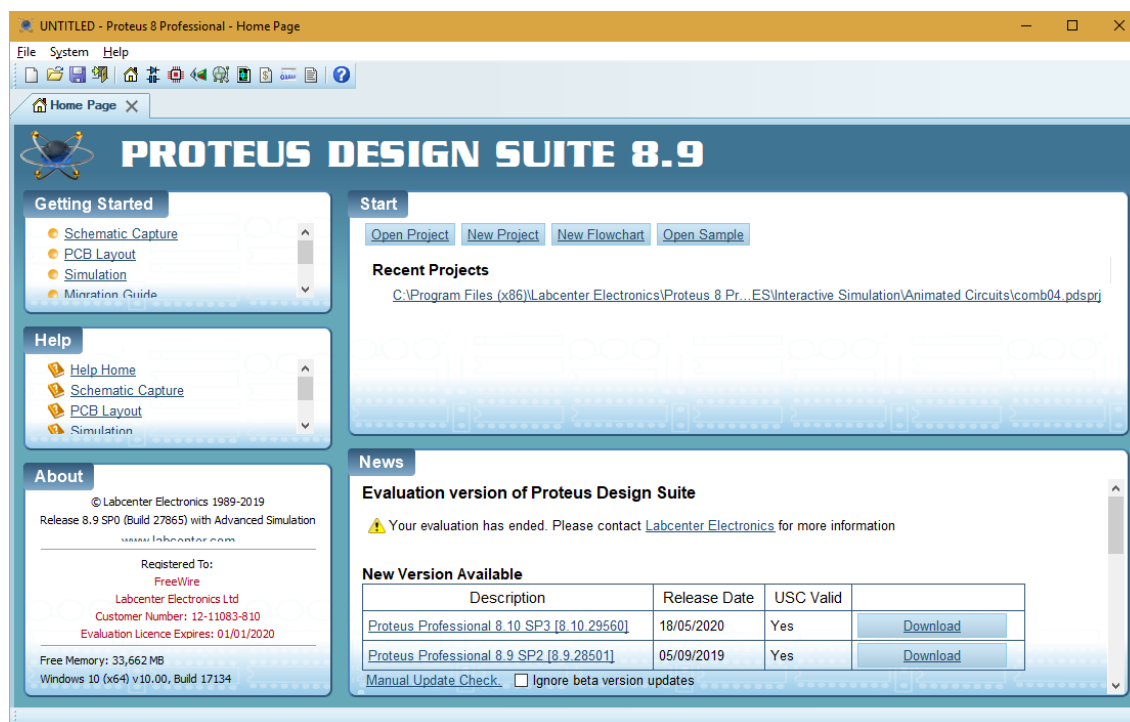 UNTITLED - Proteus 8 Professional - Home Page
File System Help
Home Page
PROTEUS DESIGN SUITE 8.9
Getting Started
Schematic Capture
PCB Layout
Simulation
Migration Guide
Help
Help Home
Schematic Capture
PCB Layout
Simulation
About
© Labcenter Electronics 1989-2019
Release 8.9 SP0 (Build 27865) with Advanced Simulation
www.labcenter.com
Registered To:
FreeWire
Labcenter Electronics Ltd
Customer Number: 12-11083-810
Evaluation Licence Expires: 01/01/2020
Free Memory: 33,662 MB
Windows 10 (x64) v10.00, Build 17134
Start
Open Project New Project New Flowchart Open Sample
Recent Projects
C:\Program Files (x86)\Labcenter Electronics\Proteus 8 Pr...ES\Interactive Simulation\Animated Circuits\comb04.pdsprj
News
Evaluation version of Proteus Design Suite
Your evaluation has ended. Please contact Labcenter Electronics for more information
New Version Available
Description Release Date USC Valid
Proteus Professional 8.10 SP3 [8.10.29560] 18/05/2020 Yes Download
Proteus Professional 8.9 SP2 [8.9.28501] 05/09/2019 Yes Download
Manual Update Check. Ignore beta version updates